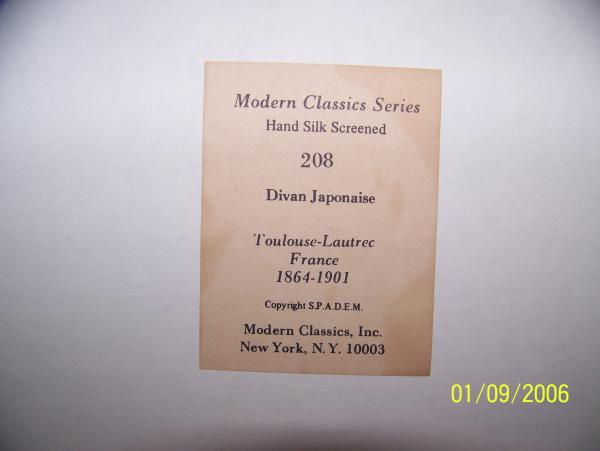 Modern Classics Series
Hand Silk Screened
208
Divan Japonaise
Toulouse-Lautrec
France
1864-1901
Copyright S.P.A.D.E.M.
Modern Classics, Inc.
New York, N.Y. 10003
01/09/2006